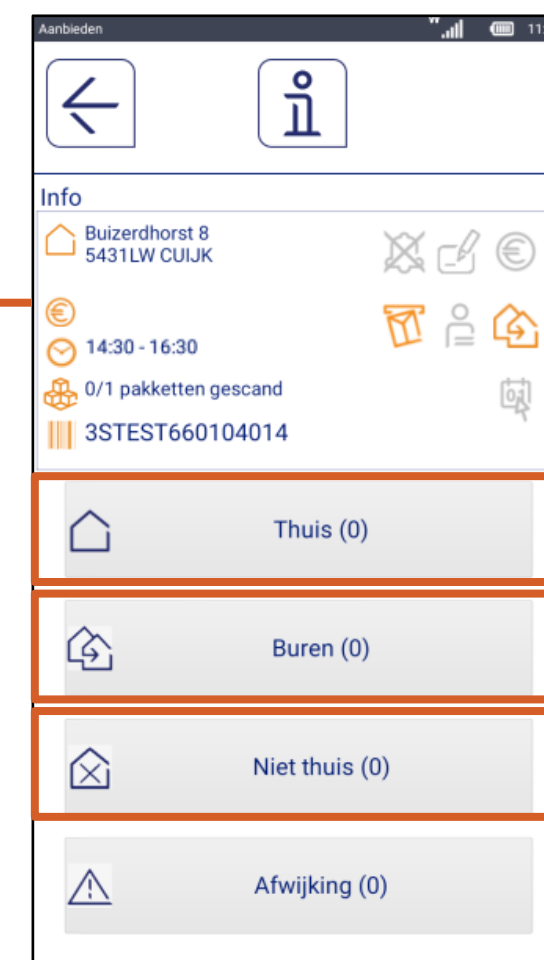 Aanbieden
Info
Buizerdhorst 8
5431LW CUIJK
14:30 - 16:30
0/1 pakketten gescand
3STEST660104014
Thuis (0)
Buren (0)
Niet thuis (0)
Afwijking (0)